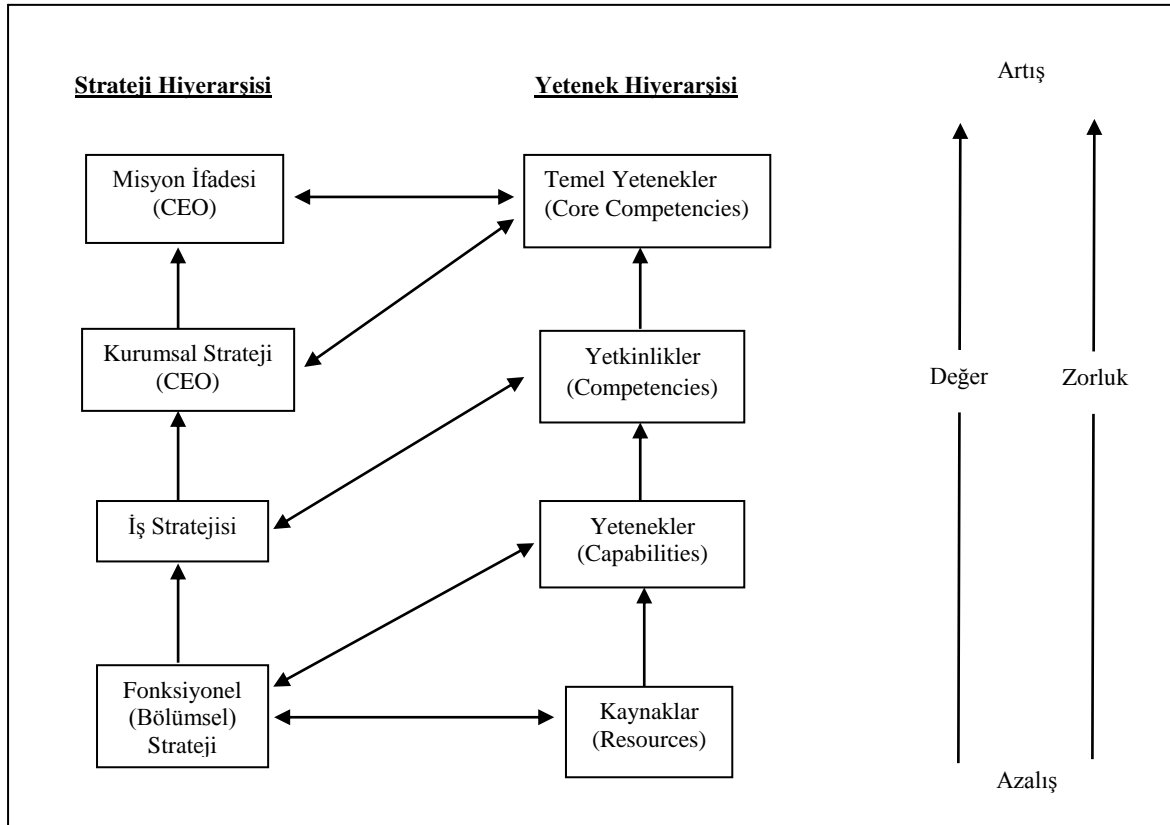 Artış
Strateji Hiyerarşisi
Yetenek Hiyerarşisi
Misyon İfadesi
(CEO)
Temel Yetenekler
(Core Competencies)
Kurumsal Strateji
(CEO)
Yetkinlikler
(Competencies)
Değer
Zorluk
İş Stratejisi
Yetenekler
(Capabilities)
Fonksiyonel
(Bölümsel)
Strateji
Kaynaklar
(Resources)
Azalış